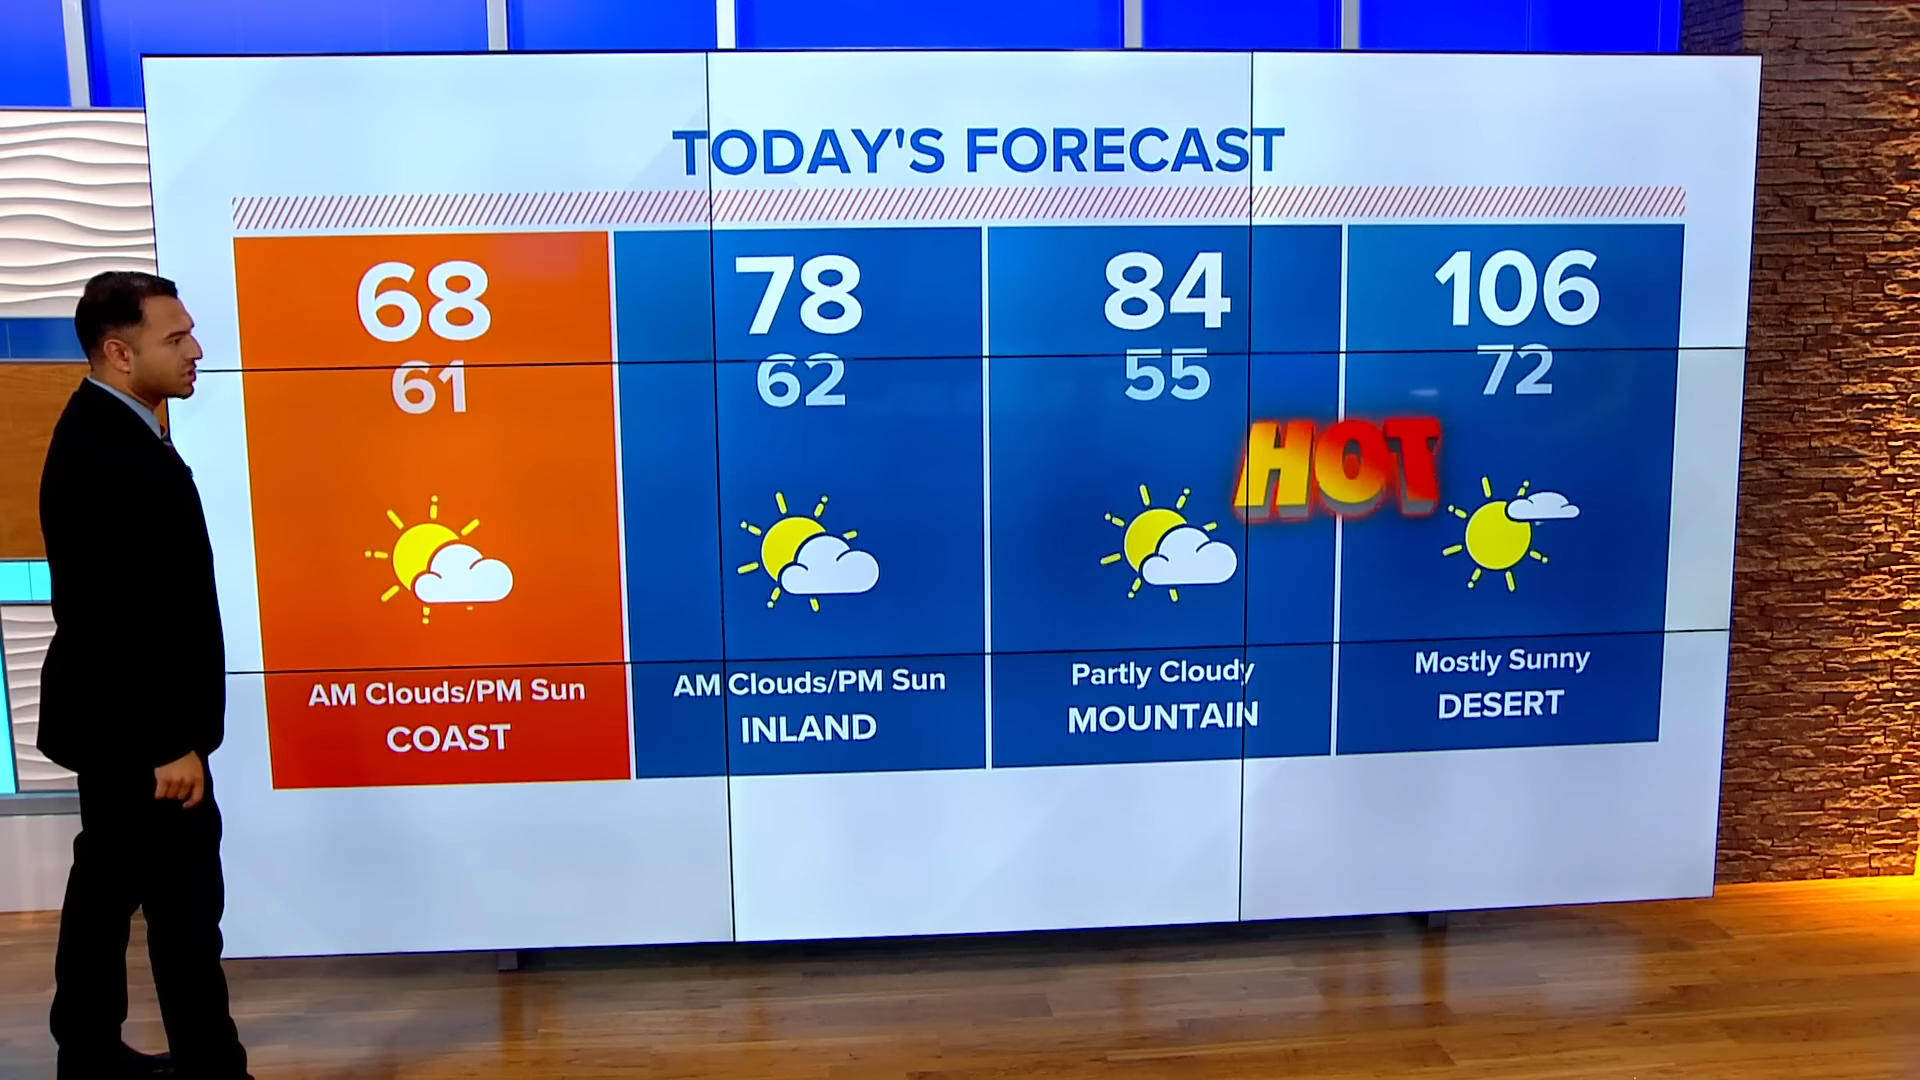 TODAY'S FORECAST
68
61
AM Clouds/PM Sun
COAST
78
62
AM Clouds/PM Sun
INLAND
84
55
Partly Cloudy
MOUNTAIN
106
72
HOT
Mostly Sunny
DESERT